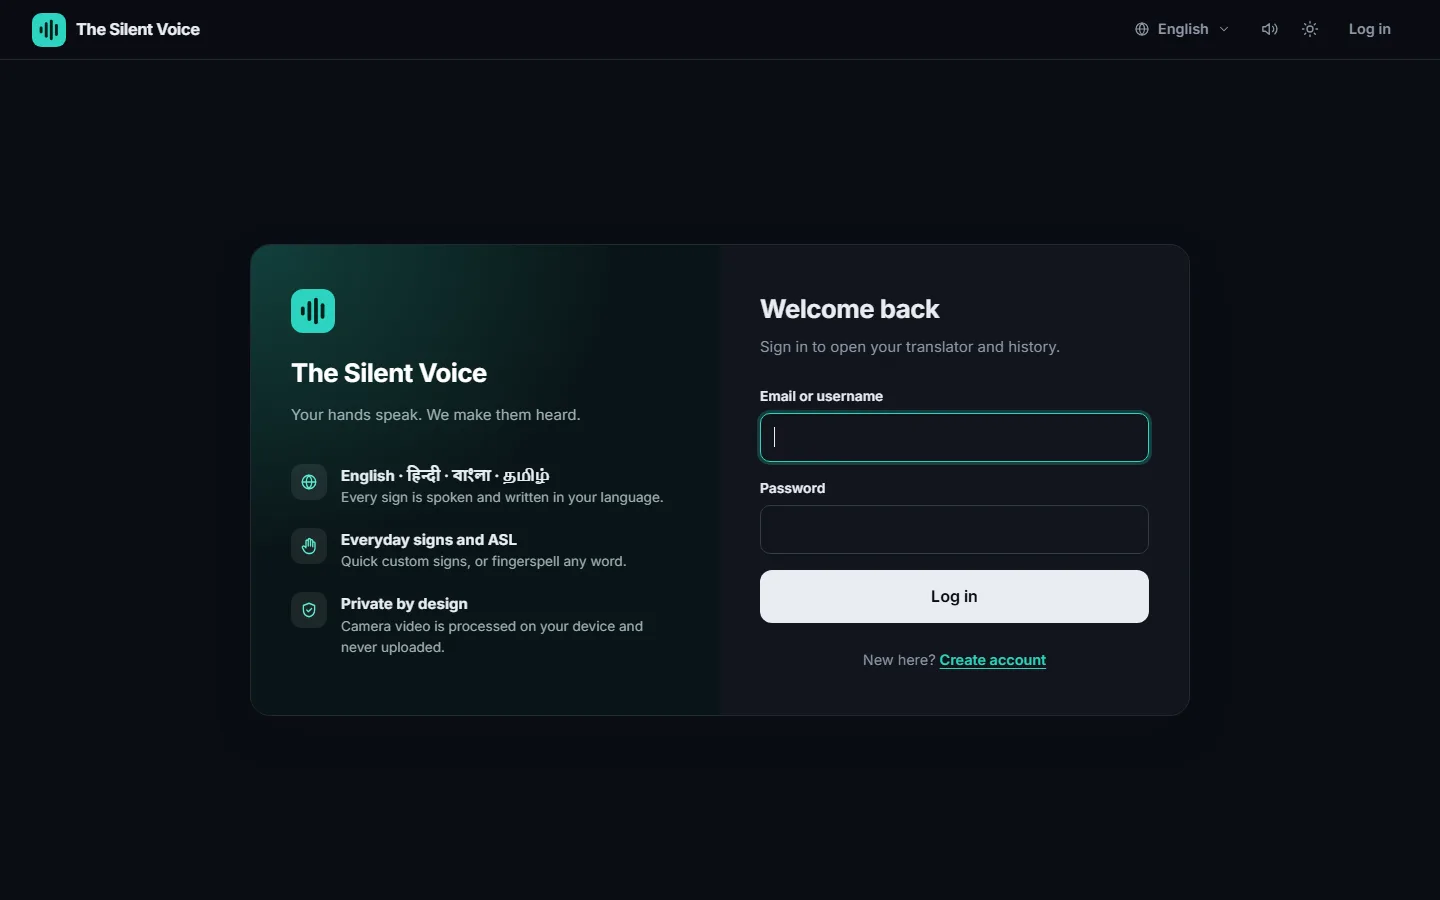 The Silent Voice
English
Log in
The Silent Voice
Your hands speak. We make them heard.
English · हिन्दी · বাংলা · தமிழ்
Every sign is spoken and written in your language.
Everyday signs and ASL
Quick custom signs, or fingerspell any word.
Private by design
Camera video is processed on your device and
never uploaded.
Welcome back
Sign in to open your translator and history.
Email or username
Password
Log in
New here? Create account